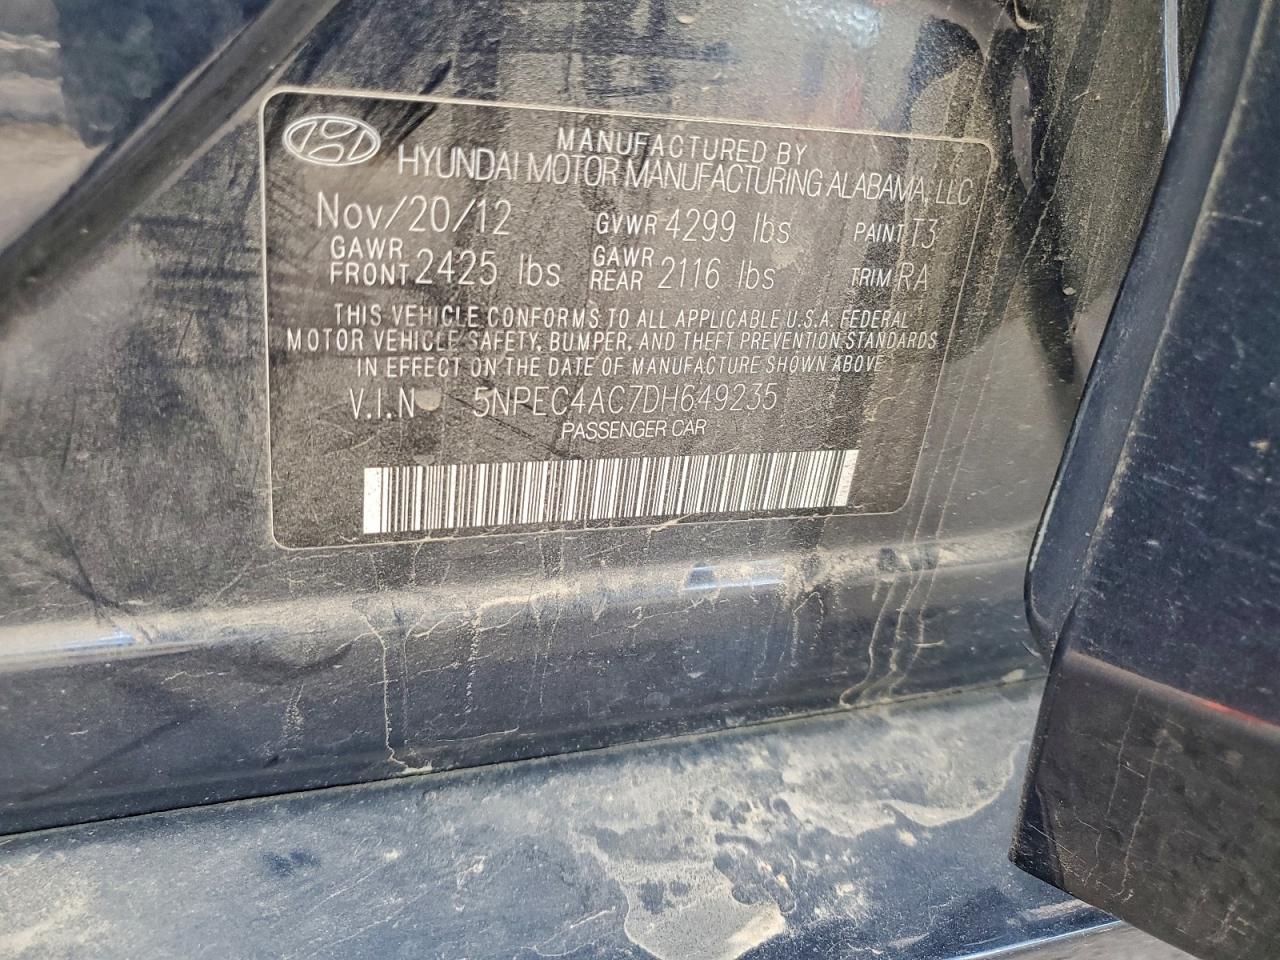 MANUFACTURED BY
HYUNDAI MOTOR MANUFACTURING ALABAMA, LLC
Nov/20/12 GVWR 4299 lbs PAINT T3
GAWR FRONT 2425 lbs GAWR REAR 2116 lbs TRIM RA
THIS VEHICLE CONFORMS TO ALL APPLICABLE U.S.A. FEDERAL
MOTOR VEHICLE SAFETY, BUMPER, AND THEFT PREVENTION STANDARDS
IN EFFECT ON THE DATE OF MANUFACTURE SHOWN ABOVE
V.I.N 5NPEC4AC7DH649235
PASSENGER CAR